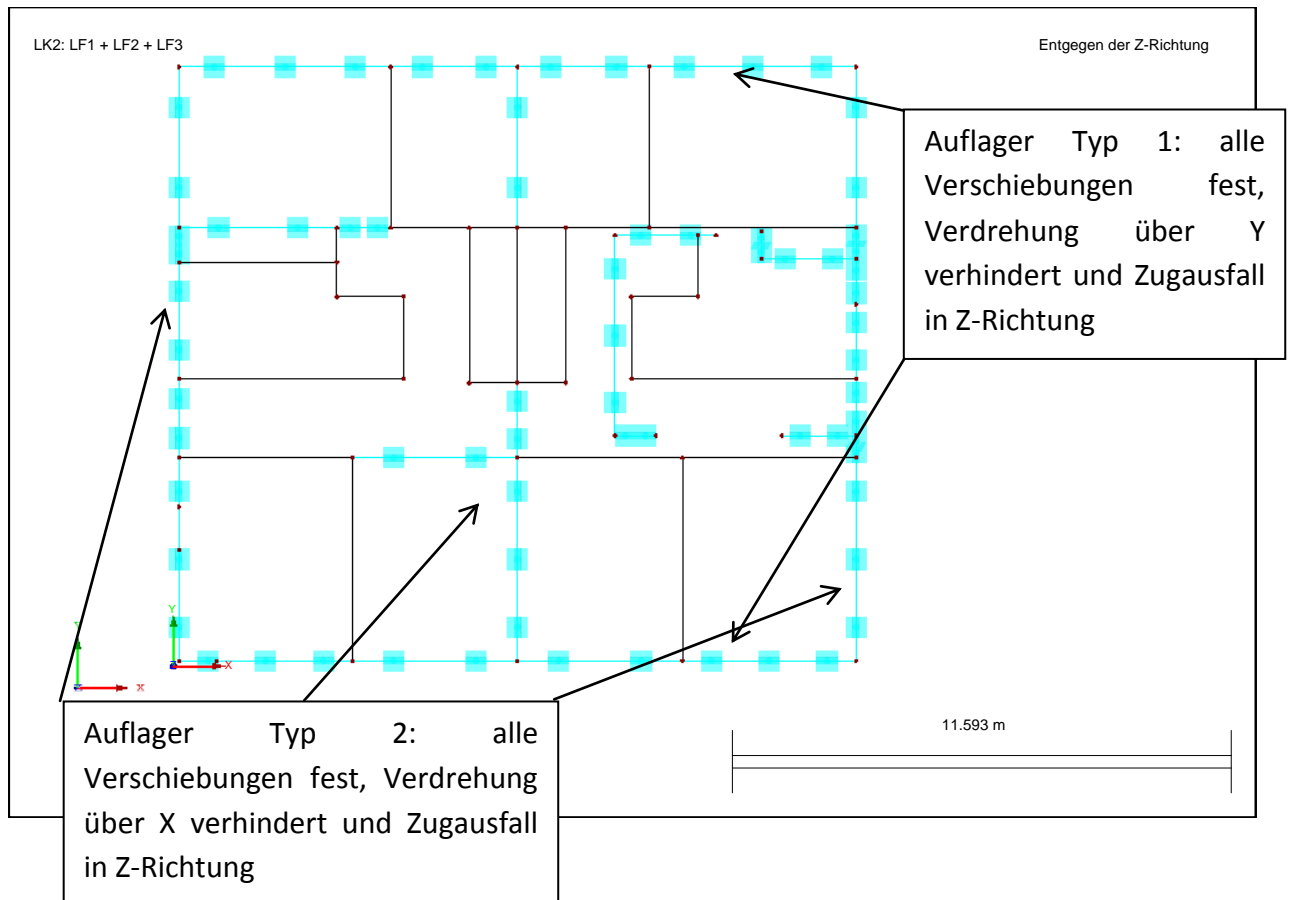 LK2: LF1 + LF2 + LF3
Entgegen der Z-Richtung
Auflager Typ 1: alle
Verschiebungen fest,
Verdrehung über Y
verhindert und Zugausfall
in Z-Richtung
Y
X
X
11.593 m
Auflager Typ 2: alle
Verschiebungen fest, Verdrehung
über X verhindert und Zugausfall
in Z-Richtung